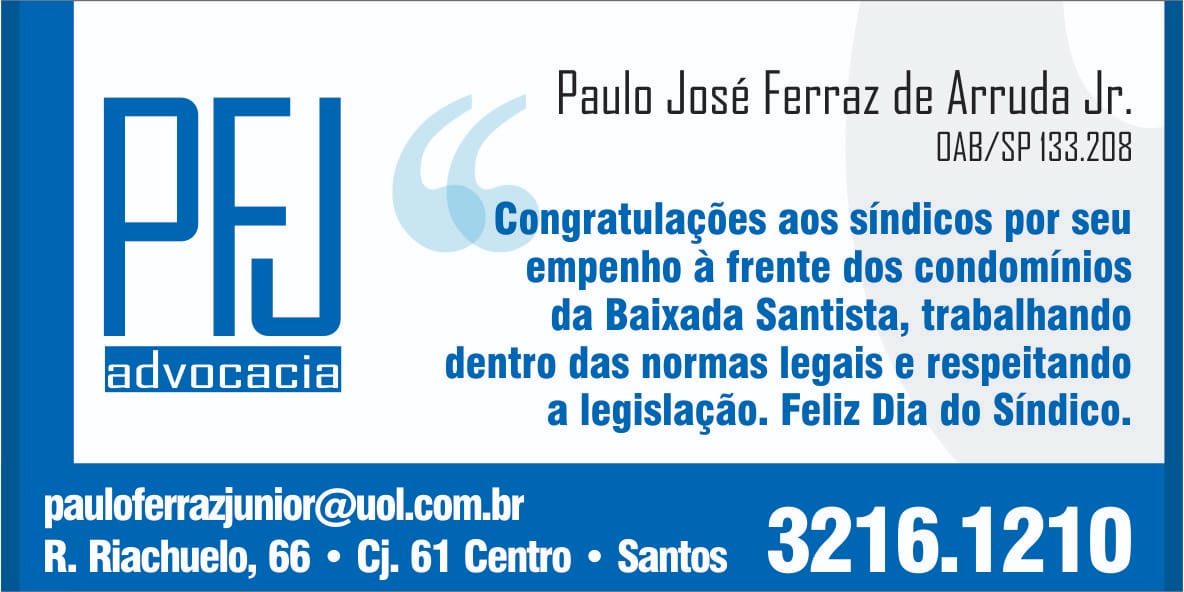 PFJ
advocacia
Paulo José Ferraz de Arruda Jr.
OAB/SP 133.208
“Congratulações aos síndicos por seu
empenho à frente dos condomínios
da Baixada Santista, trabalhando
dentro das normas legais e respeitando
a legislação. Feliz Dia do Síndico.
pauloferrazjunior@uol.com.br
R. Riachuelo, 66 • Cj. 61 Centro • Santos
3216.1210